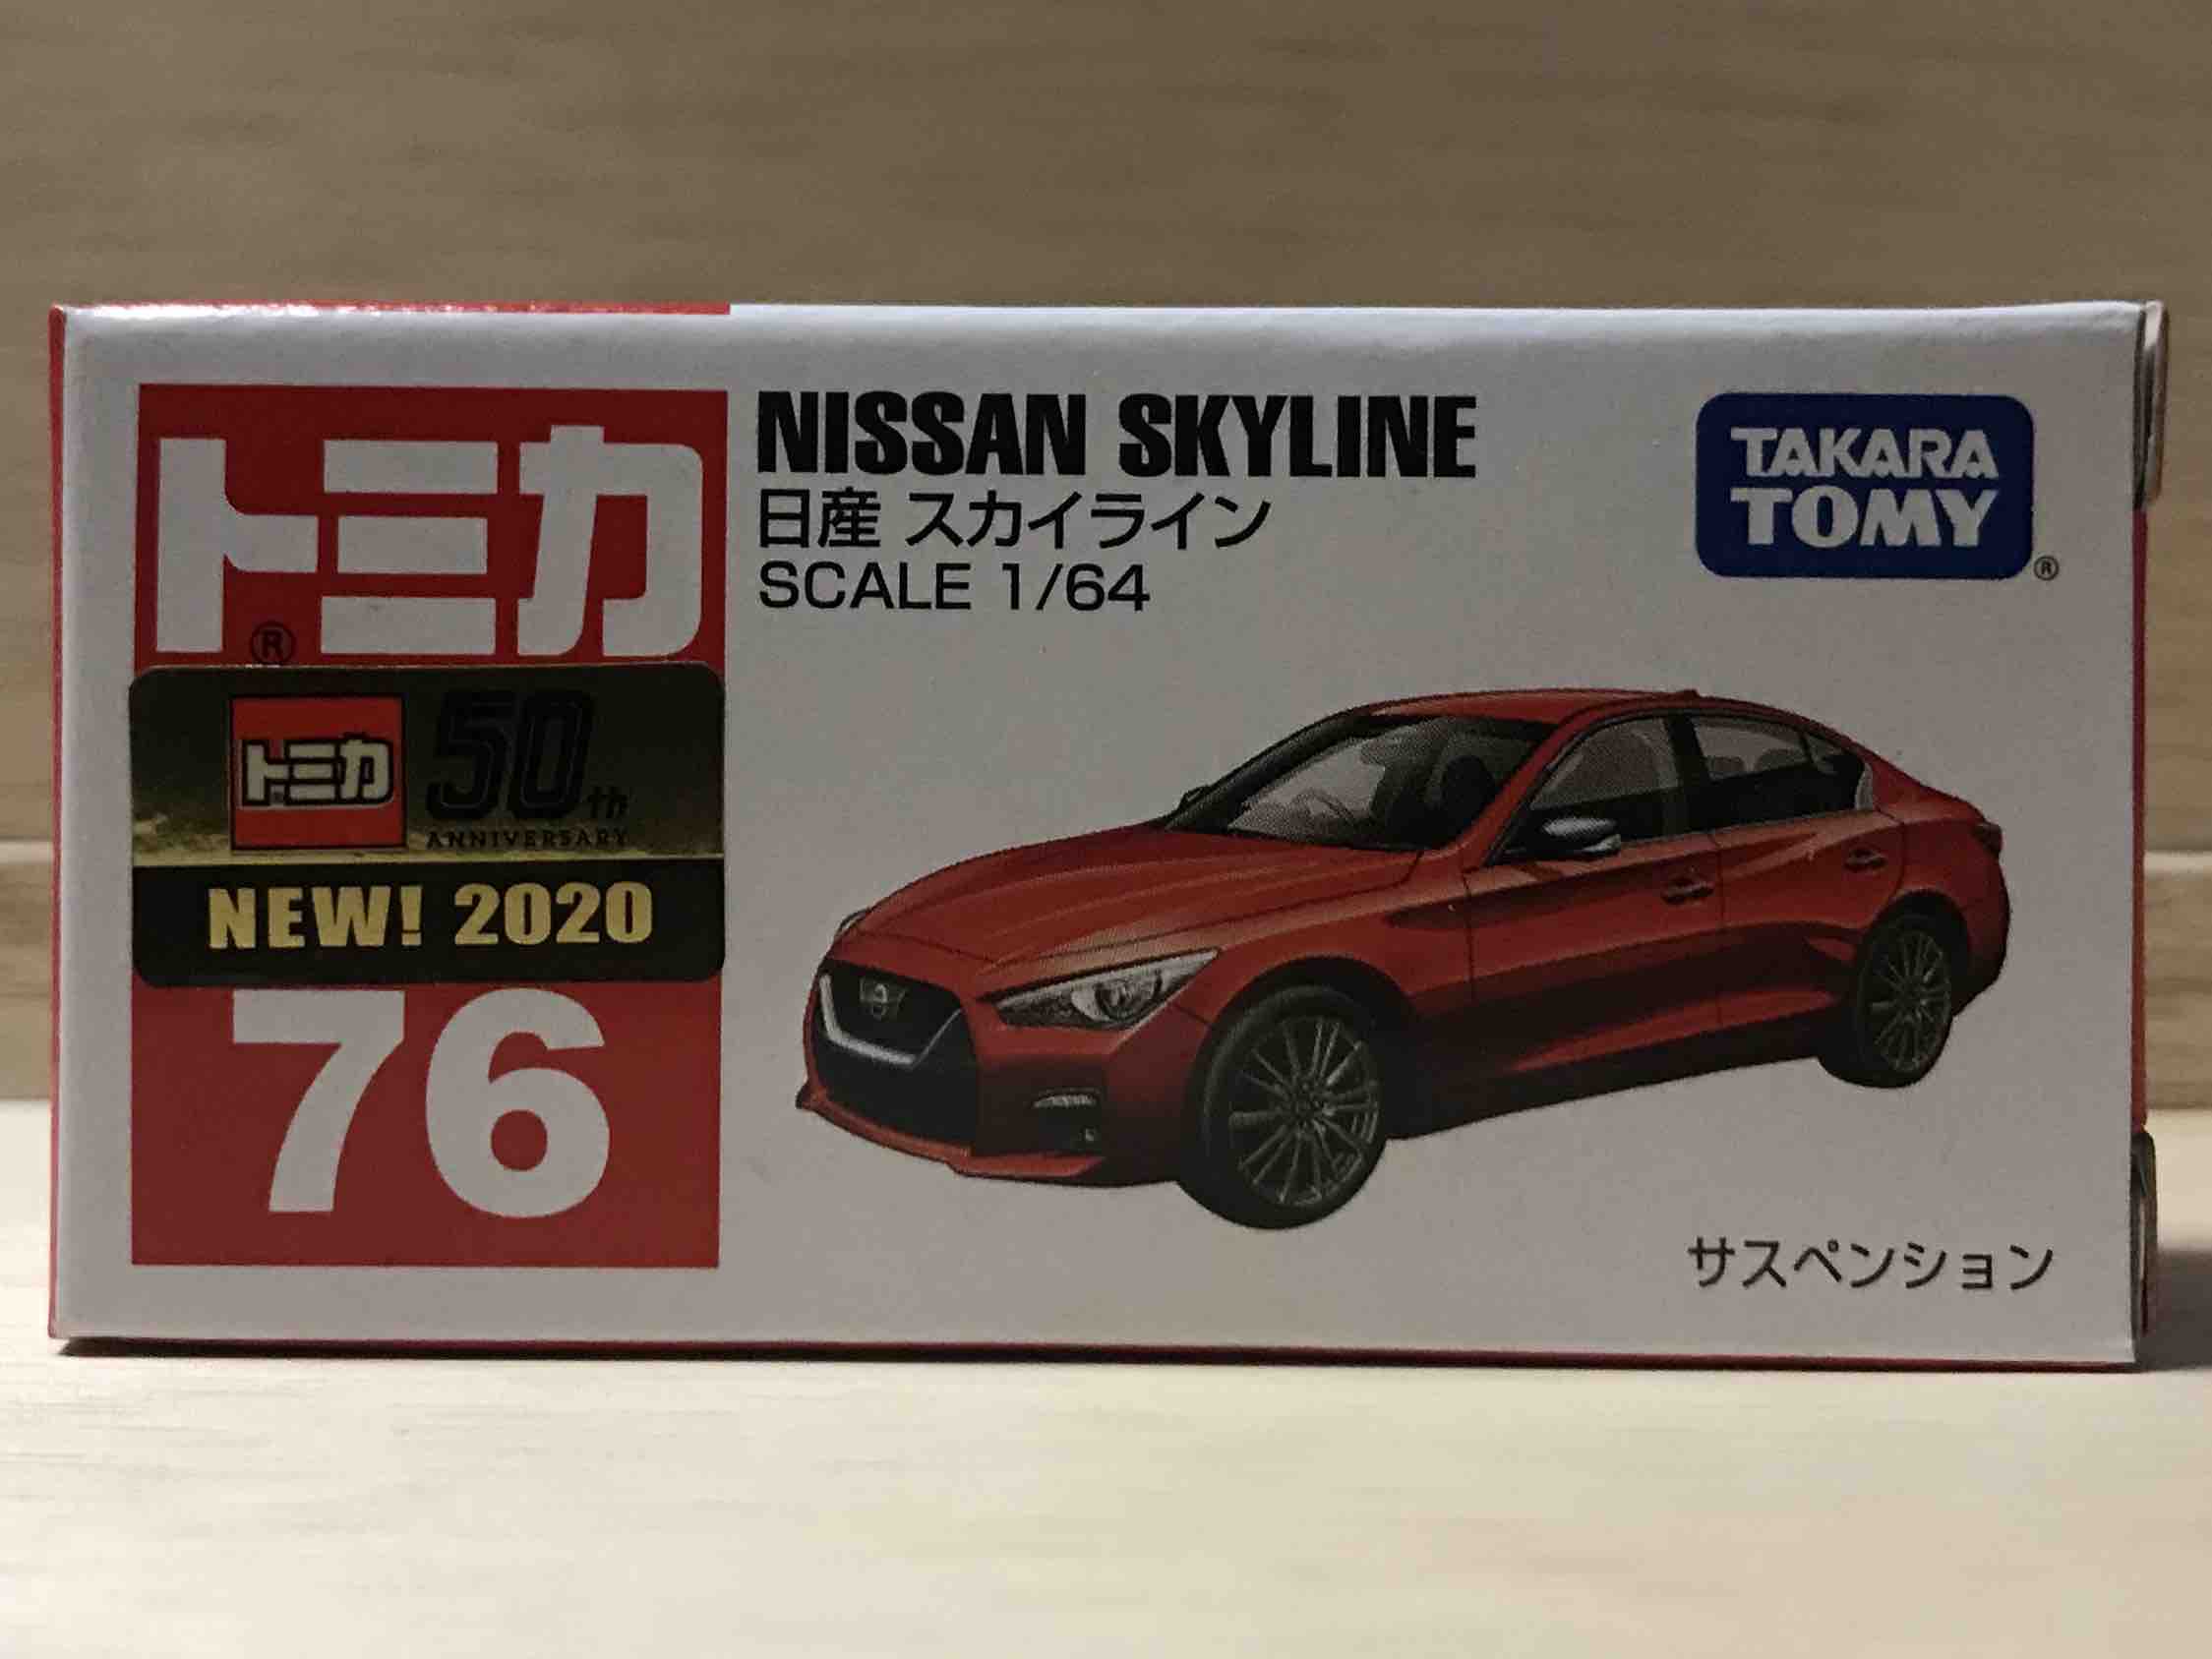 トミカ
®
トミカ 50th
ANNIVERSARY
NEW! 2020
76
NISSAN SKYLINE
日産 スカイライン
SCALE 1/64
TAKARA
TOMY
®
サスペンション